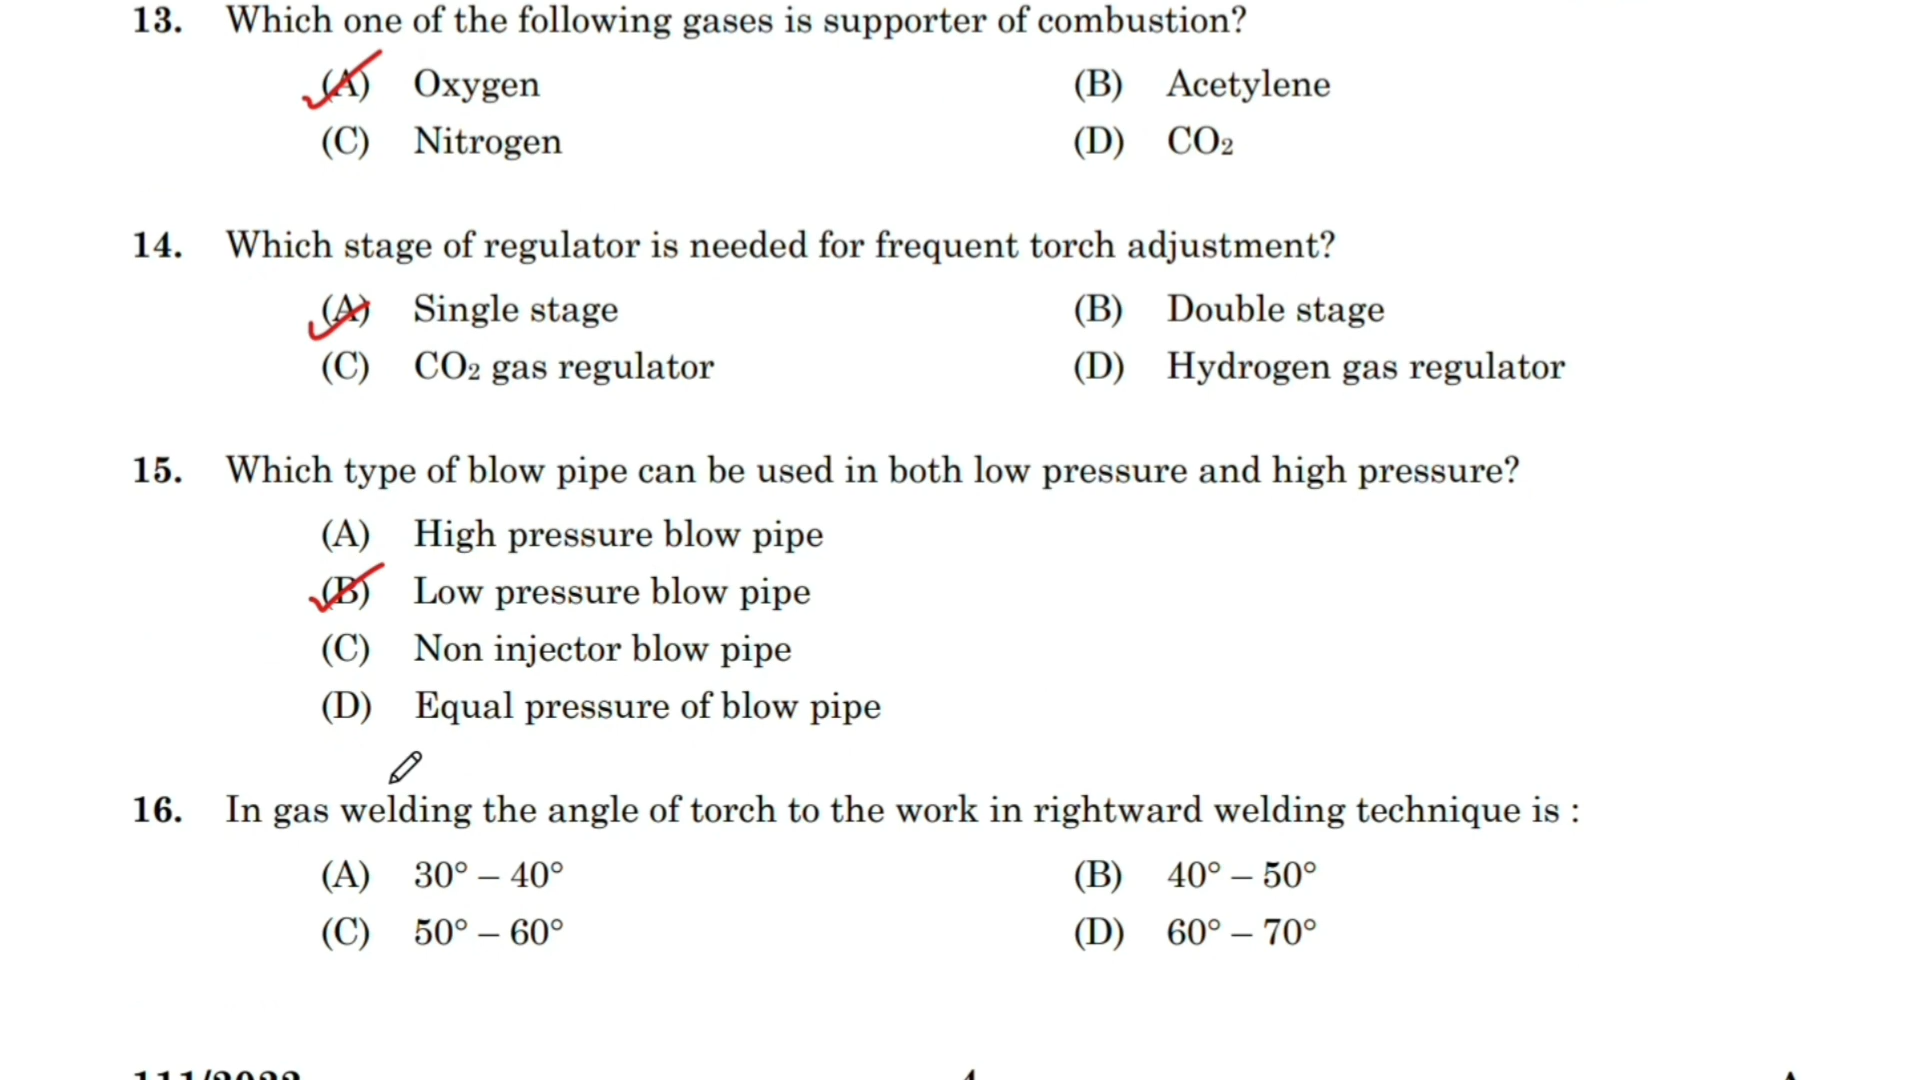 13. Which one of the following gases is supporter of combustion?
(A) Oxygen (B) Acetylene
(C) Nitrogen (D) CO₂
14. Which stage of regulator is needed for frequent torch adjustment?
(A) Single stage (B) Double stage
(C) CO₂ gas regulator (D) Hydrogen gas regulator
15. Which type of blow pipe can be used in both low pressure and high pressure?
(A) High pressure blow pipe
(B) Low pressure blow pipe
(C) Non injector blow pipe
(D) Equal pressure of blow pipe
16. In gas welding the angle of torch to the work in rightward welding technique is :
(A) 30° – 40° (B) 40° – 50°
(C) 50° – 60° (D) 60° – 70°